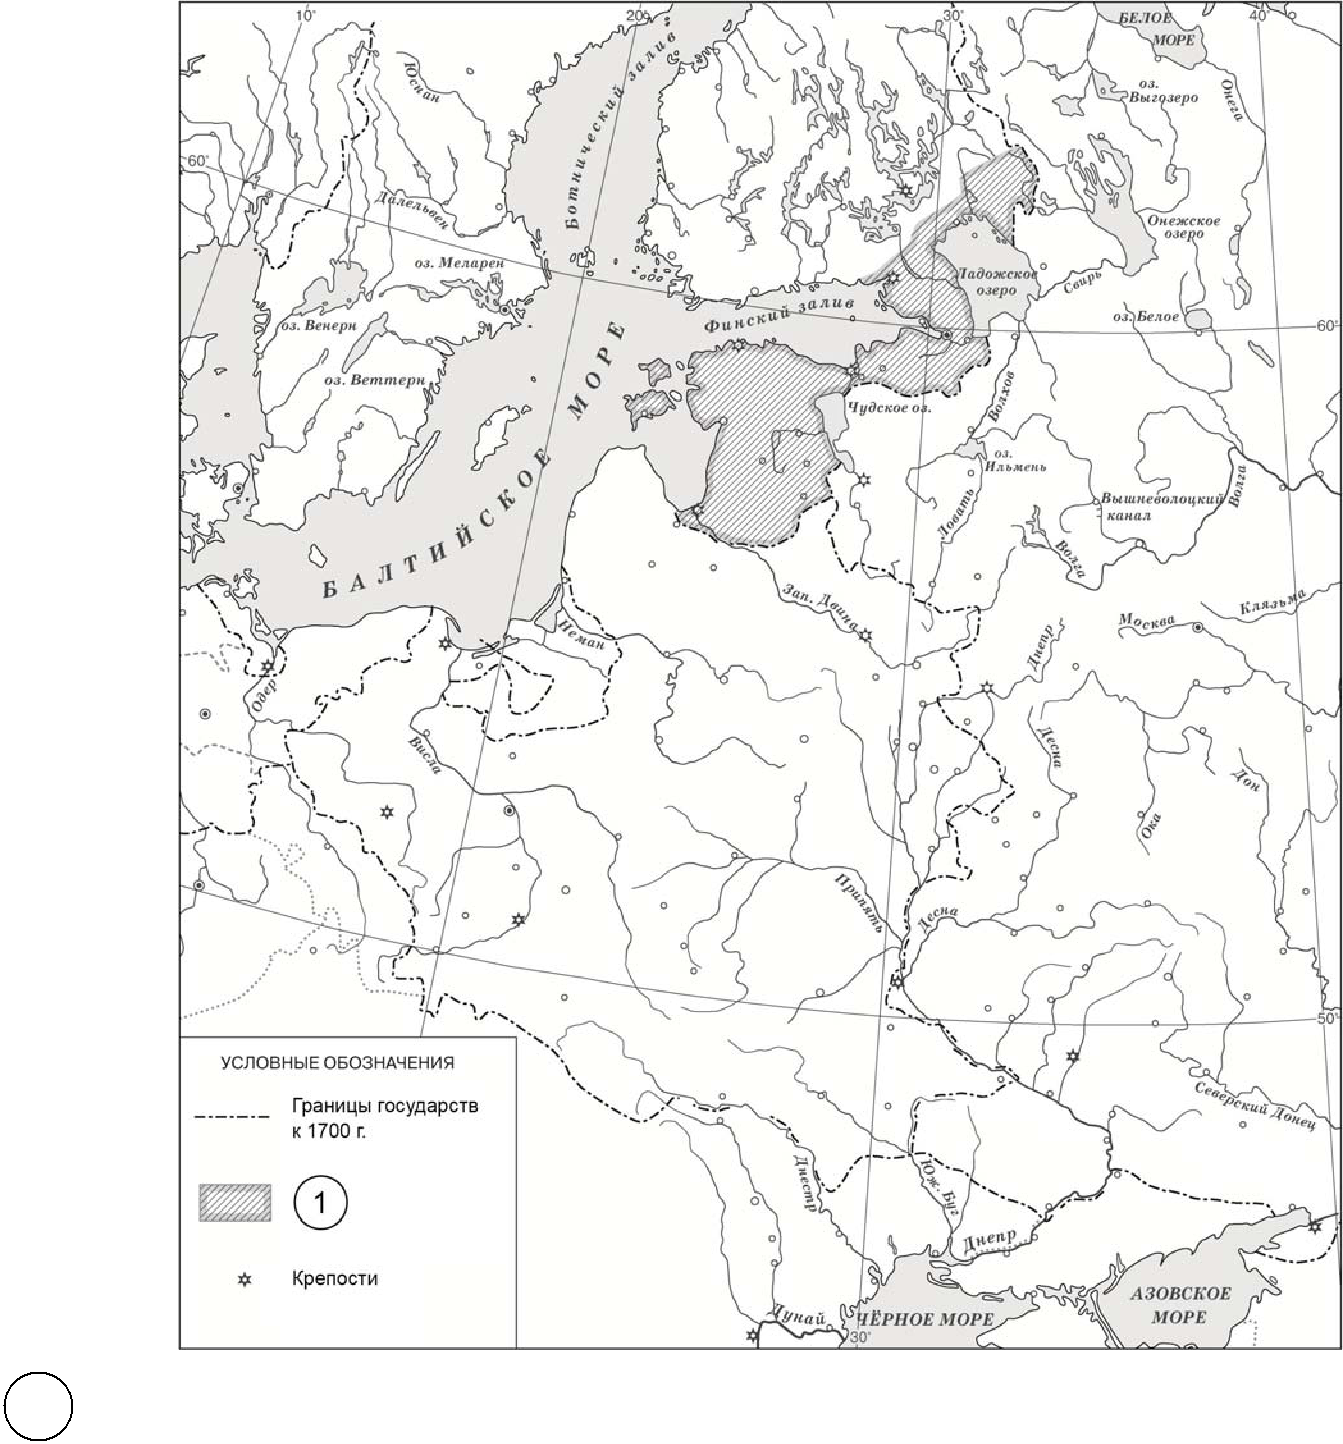 10°
20°
30°
40°
БЕЛОЕ
МОРЕ
оз.
Выгозеро
Онега
Ботнический залив
60°
Далельвен
Онежское
озеро
оз. Меларен
Ладожское
озеро
Свирь
оз. Венерн
Финский залив
оз. Белое
60°
оз. Веттерн
Чудское оз.
Волхов
оз.
Ильмень
Вышневолоцкий
канал
Волга
Ловать
Волга
БАЛТИЙСКОЕ МОРЕ
Зап. Двина
Клязьма
Москва
Неман
Днепр
Одер
Висла
Десна
Дон
Ока
Припять
Десна
50°
Северский Донец
Днестр
Юж. Буг
Днепр
Дунай
ЧЁРНОЕ МОРЕ
30°
АЗОВСКОЕ
МОРЕ
УСЛОВНЫЕ ОБОЗНАЧЕНИЯ
Границы государств
к 1700 г.
1
Крепости